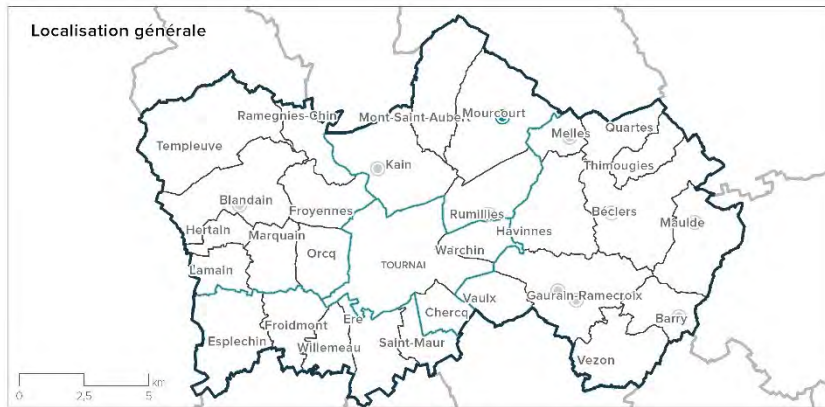 Localisation générale
Ramegnies-Chin
Mont-Saint-Aubert
Mourcourt
Melles
Quartes
Templeuve
Kain
Thimougies
Blandain
Froyennes
Rumillies
Béclers
Maulde
Hertain
Marquain
Orcq
Havinnes
Warchin
Lamain
TOURNAI
Vaulx
Gaurain-Ramecroix
Chercq
Barry
Esplechin
Froidmont
Ere
Willemeau
Saint-Maur
Vezon
0 2,5 5 km